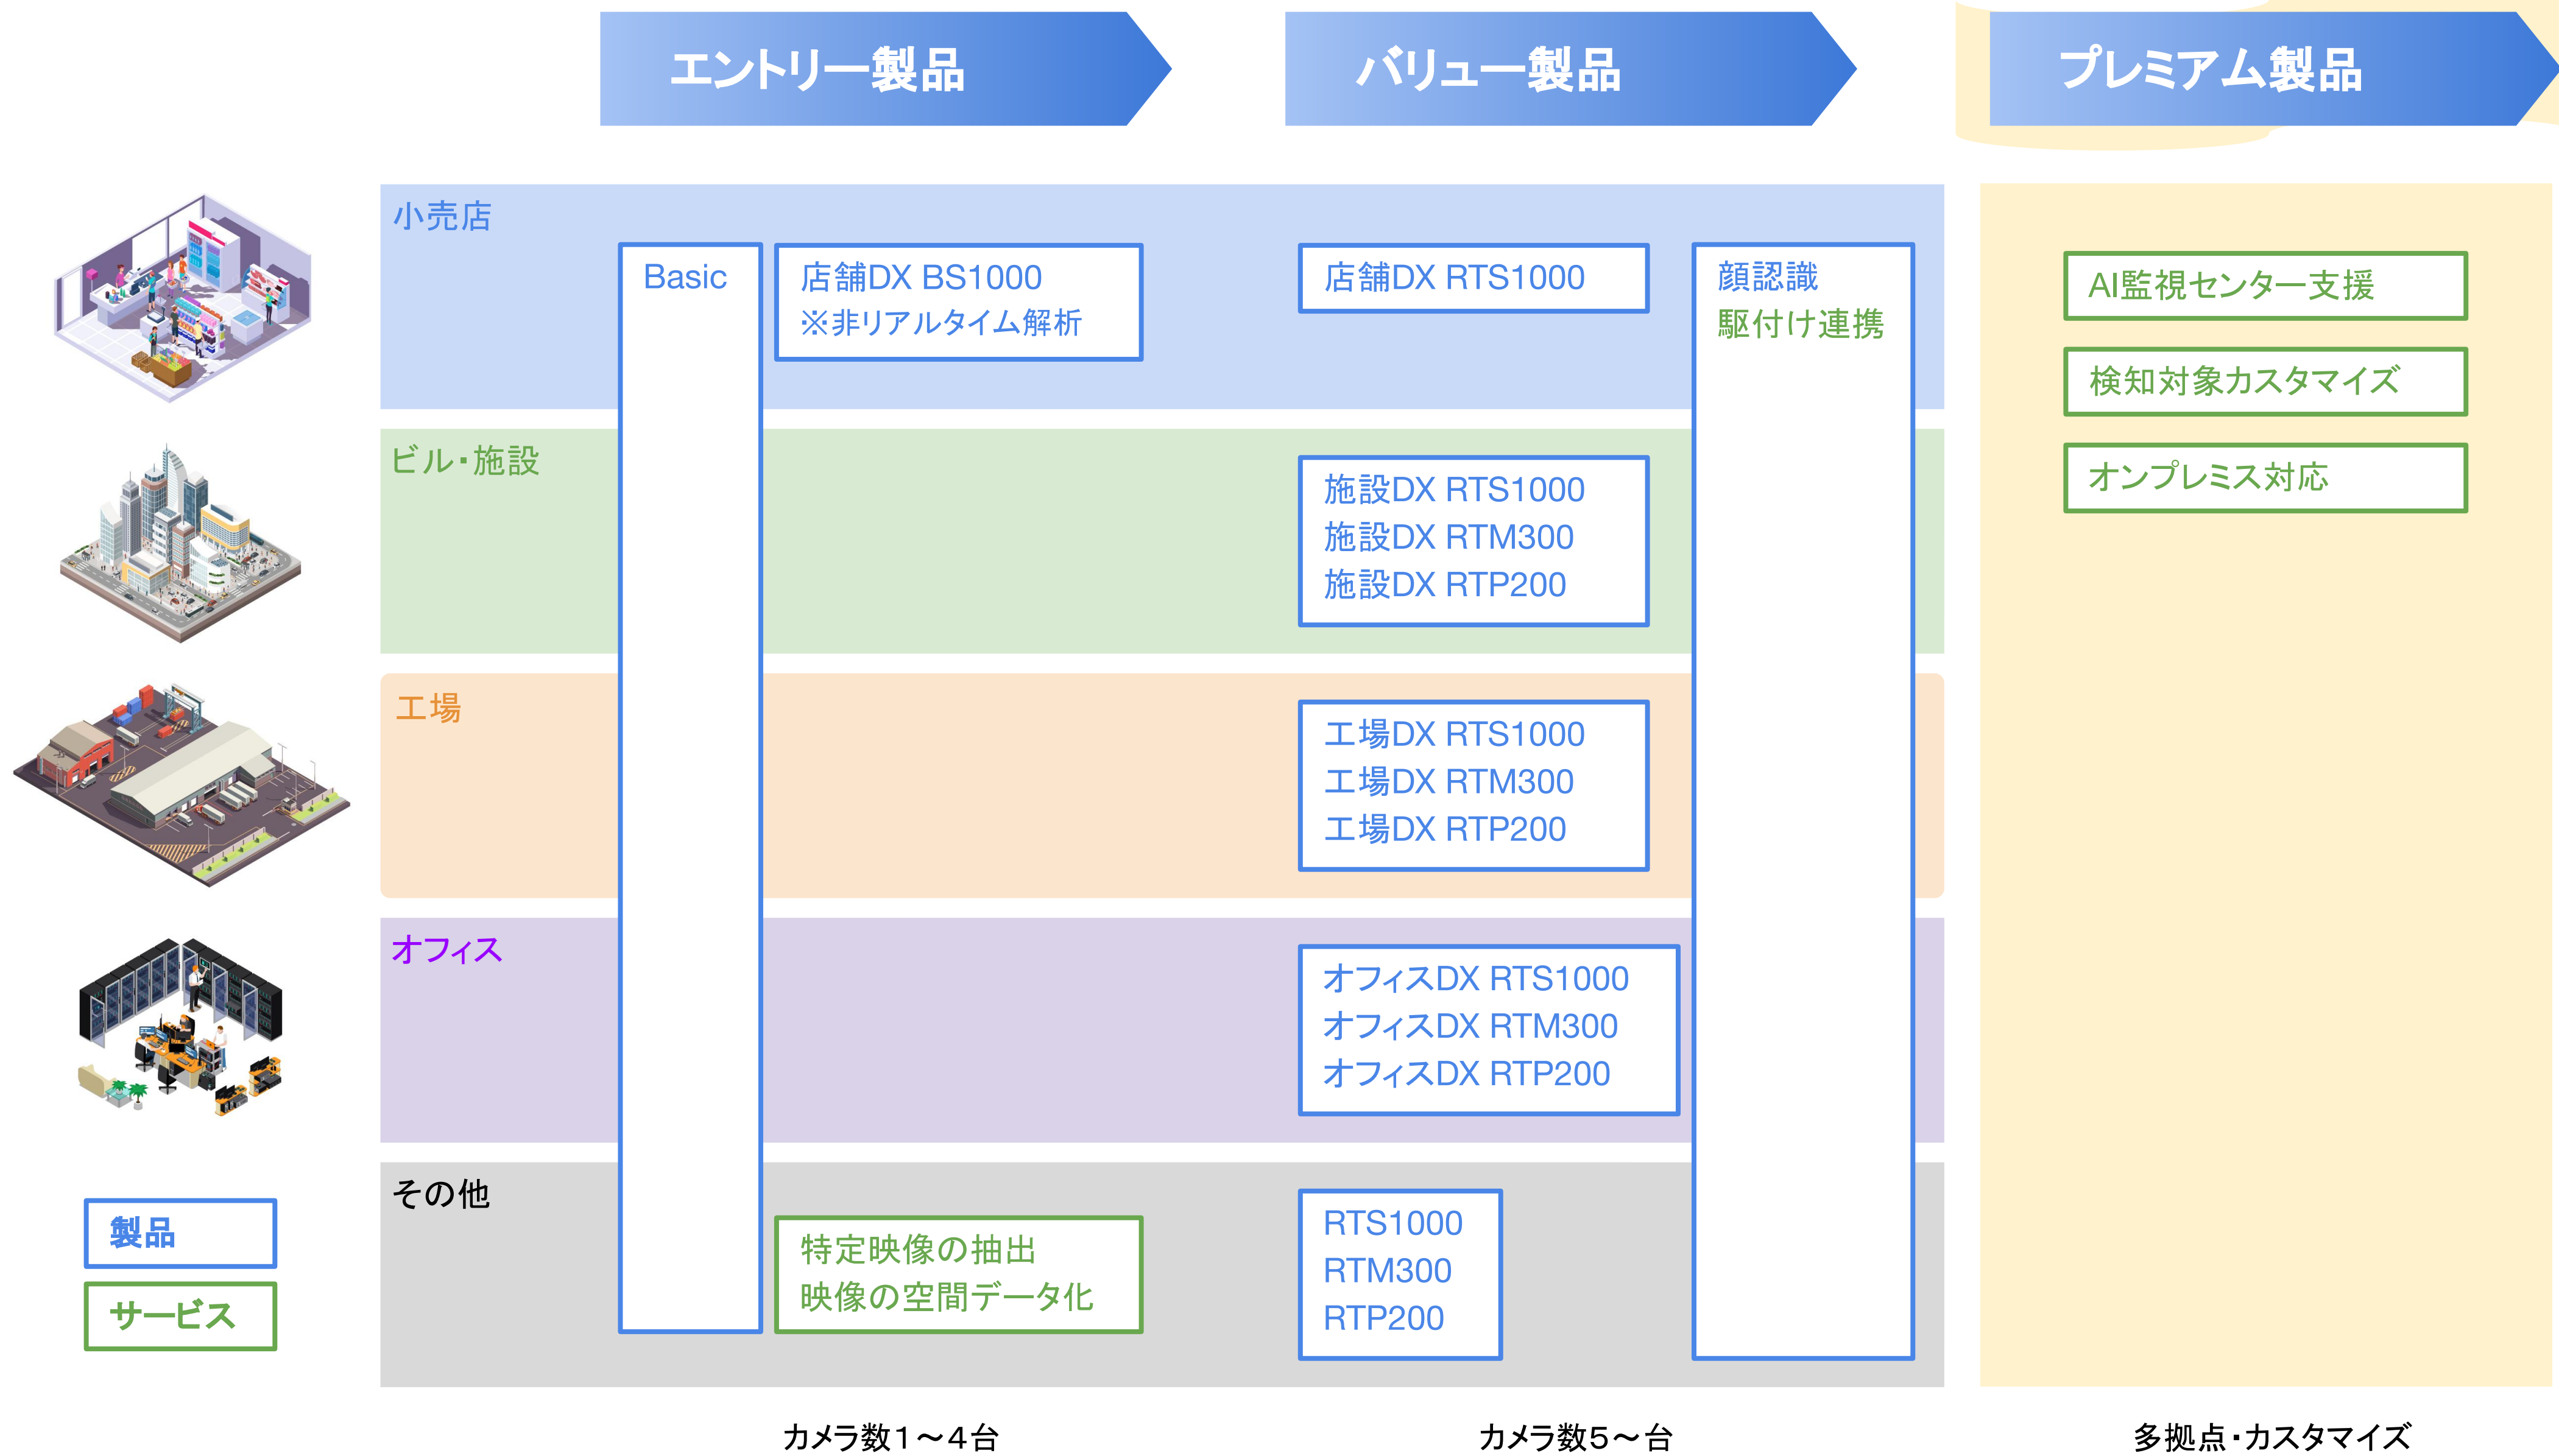 エントリー製品
バリュー製品
プレミアム製品
小売店
Basic
店舗DX BS1000
※非リアルタイム解析
店舗DX RTS1000
顔認識
駆付け連携
AI監視センター支援
検知対象カスタマイズ
オンプレミス対応
ビル・施設
施設DX RTS1000
施設DX RTM300
施設DX RTP200
工場
工場DX RTS1000
工場DX RTM300
工場DX RTP200
オフィス
オフィスDX RTS1000
オフィスDX RTM300
オフィスDX RTP200
その他
特定映像の抽出
映像の空間データ化
RTS1000
RTM300
RTP200
製品
サービス
カメラ数1〜4台
カメラ数5〜台
多拠点・カスタマイズ